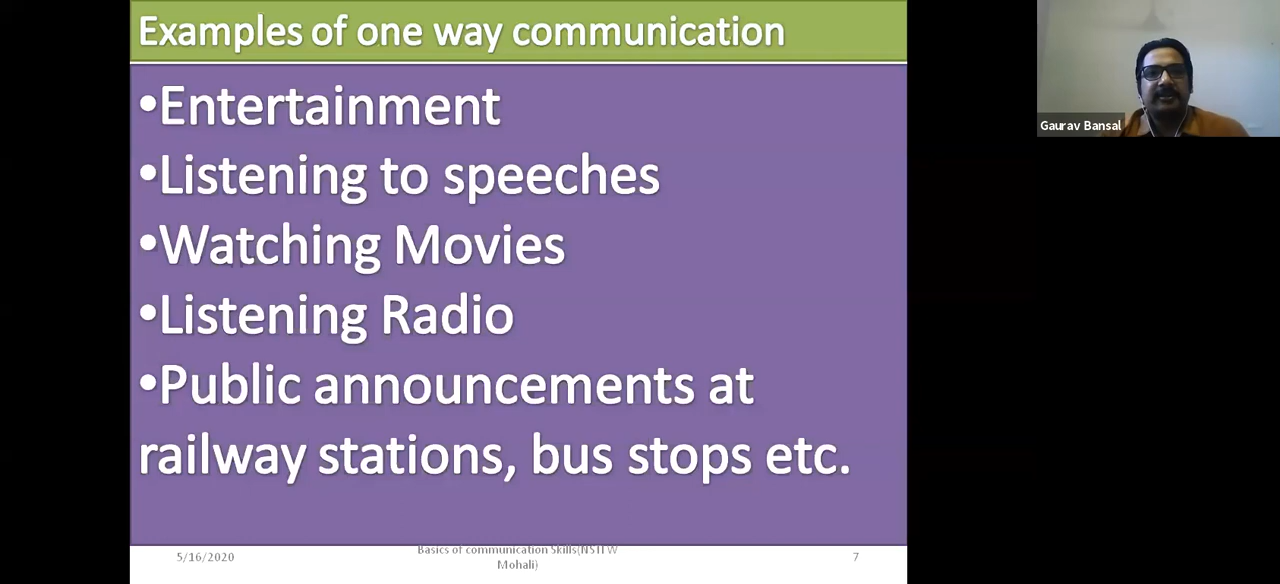 Examples of one way communication
•Entertainment
•Listening to speeches
•Watching Movies
•Listening Radio
•Public announcements at
railway stations, bus stops etc.
5/16/2020
Basics of communication Skills(NSTI W
Mohali)
7
Gaurav Bansal